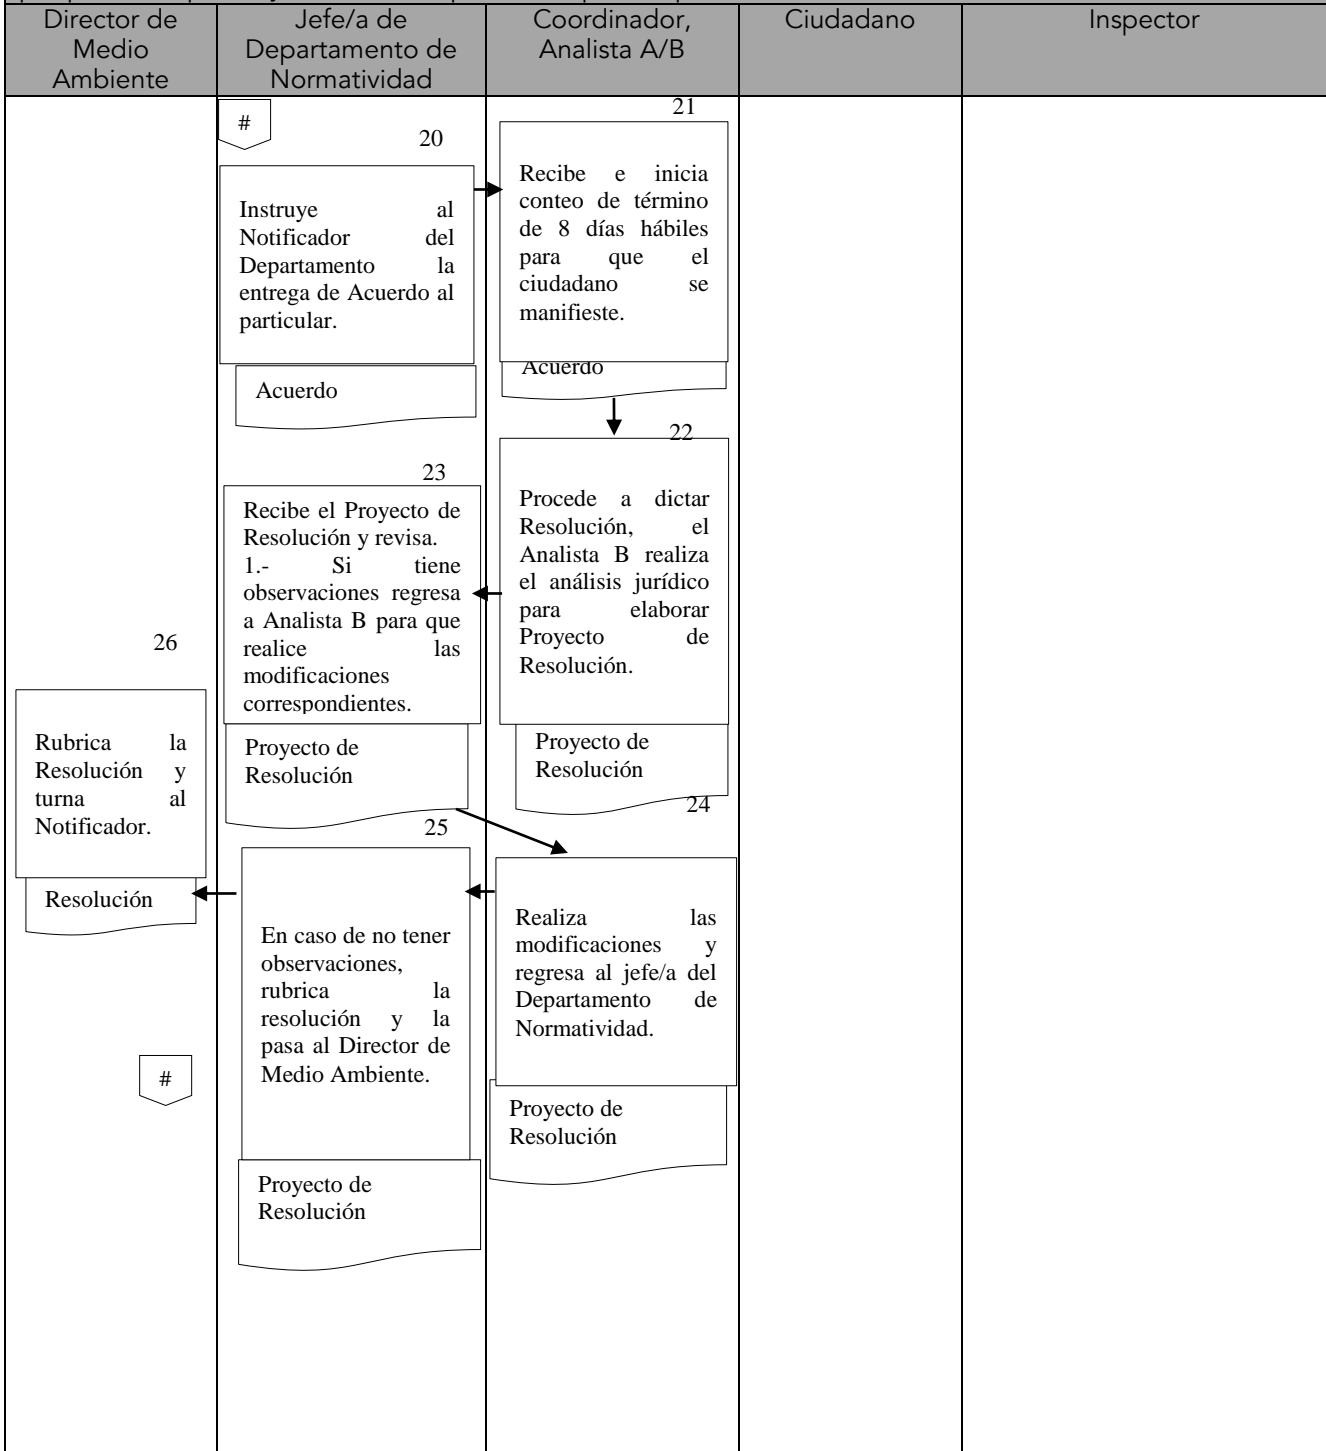 Director de
Medio
Ambiente
Jefe/a de
Departamento de
Normatividad
Coordinador,
Analista A/B
Ciudadano
Inspector
#
20
Instruye al
Notificador del
Departamento la
entrega de Acuerdo al
particular.
Acuerdo
21
Recibe e inicia
conteo de término
de 8 días hábiles
para que el
ciudadano se
manifieste.
Acuerdo
22
Procede a dictar
Resolución, el
Analista B realiza
el análisis jurídico
para elaborar
Proyecto de
Resolución.
Proyecto de
Resolución
23
Recibe el Proyecto de
Resolución y revisa.
1.- Si tiene
observaciones regresa
a Analista B para que
realice las
modificaciones
correspondientes.
Proyecto de
Resolución
24
Realiza las
modificaciones y
regresa al jefe/a del
Departamento de
Normatividad.
Proyecto de
Resolución
25
En caso de no tener
observaciones,
rubrica la
resolución y la
pasa al Director de
Medio Ambiente.
Proyecto de
Resolución
26
Rubrica la
Resolución y
turna al
Notificador.
Resolución
#